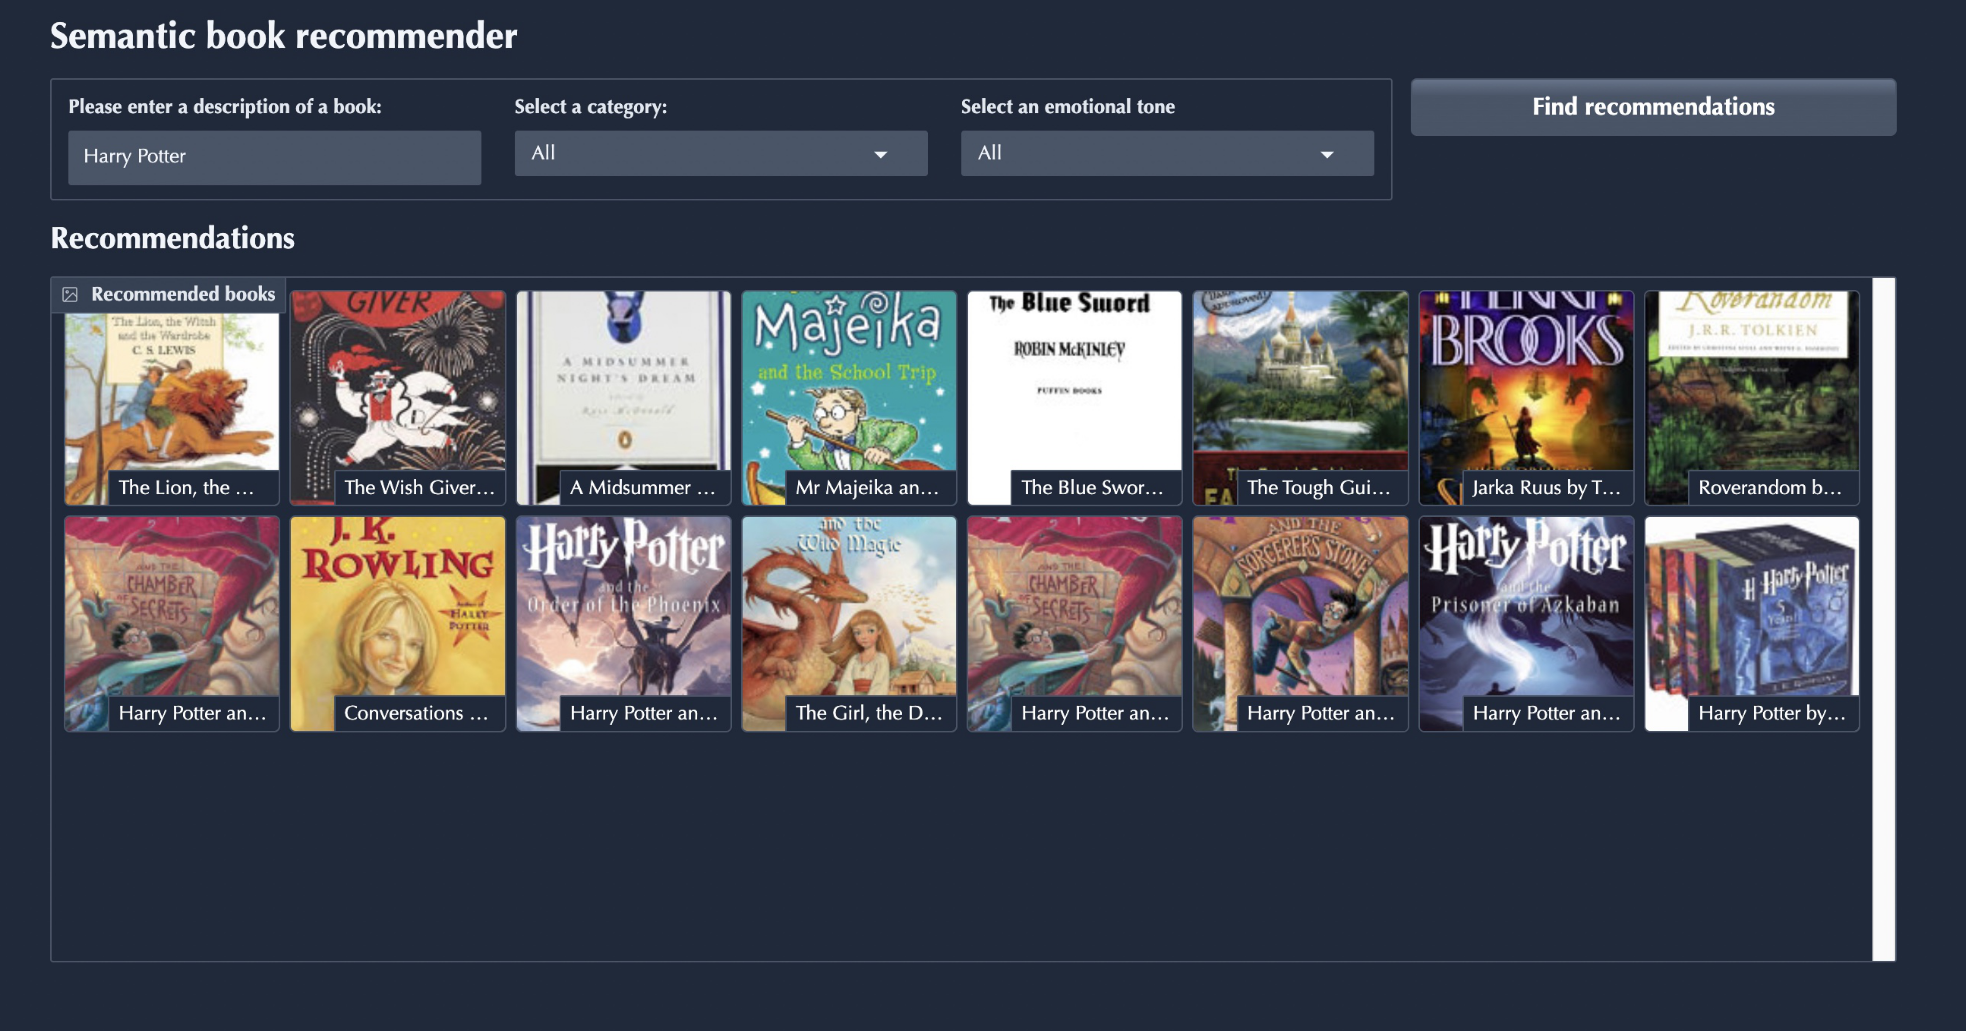 Semantic book recommender
Please enter a description of a book:
Harry Potter
Select a category:
All
Select an emotional tone
All
Find recommendations
Recommendations
Recommended books
The Lion, the Witch
and the Wardrobe
C. S. LEWIS
The Lion, the ...
GIVER
The Wish Giver...
A MIDSUMMER
NIGHT'S DREAM
A Midsummer ...
Majeika
and the School Trip
Mr Majeika an...
The Blue Sword
ROBIN McKINLEY
PUFFIN BOOKS
The Blue Swor...
The Tough Gui...
BROOKS
Jarka Ruus by T...
Roverandom
J.R.R. TOLKIEN
Roverandom b...
AND THE
CHAMBER
OF SECRETS
Harry Potter an...
J. K.
ROWLING
Author of
HARRY
POTTER
Conversations ...
Harry Potter
and the
Order of the Phoenix
Harry Potter an...
and the
Wild Magic
The Girl, the D...
AND THE
CHAMBER
OF SECRETS
Harry Potter an...
AND THE
SORCERER'S STONE
Harry Potter an...
Harry Potter
and the
Prisoner of Azkaban
Harry Potter an...
Harry Potter
Harry Potter by...